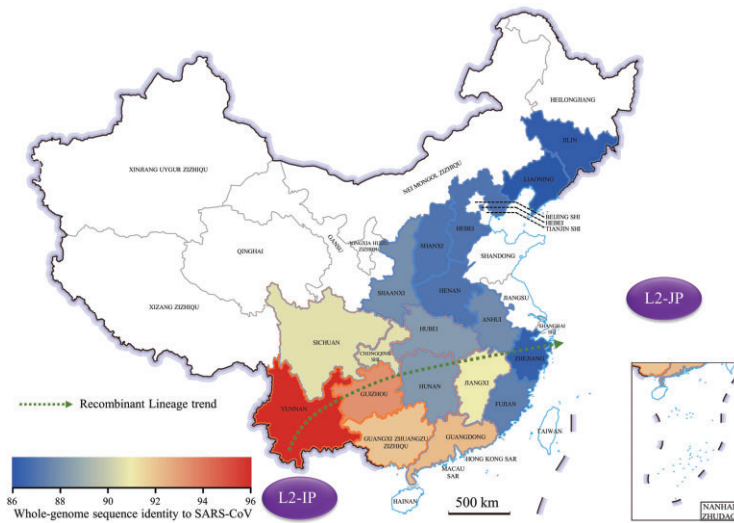 HEILONGJIANG
JILIN
LIAONING
XINJIANG UYGUR ZIZHIQU
NEI MONGOL ZIZHIQU
BEIJING SHI
HEBEI
TIANJIN SHI
HEBEI
GANSU
NINGXIA HUIZU
ZIZHIQU
SHANXI
QINGHAI
SHANDONG
L2-JP
XIZANG ZIZHIQU
SHAANXI
HENAN
JIANGSU
ANHUI
SHANGHAI
SHI
HUBEI
SICHUAN
CHONGQING
SHI
ZHEJIANG
HUNAN
JIANGXI
GUIZHOU
Recombinant Lineage trend
YUNNAN
FUJIAN
TAIWAN
GUANGXI ZHUANGZU
ZIZHIQU
GUANGDONG
HONG KONG SAR
MACAU
SAR
L2-IP
HAINAN
500 km
86 88 90 92 94 96
Whole-genome sequence identity to SARS-CoV
NANHAI
ZHUDAO